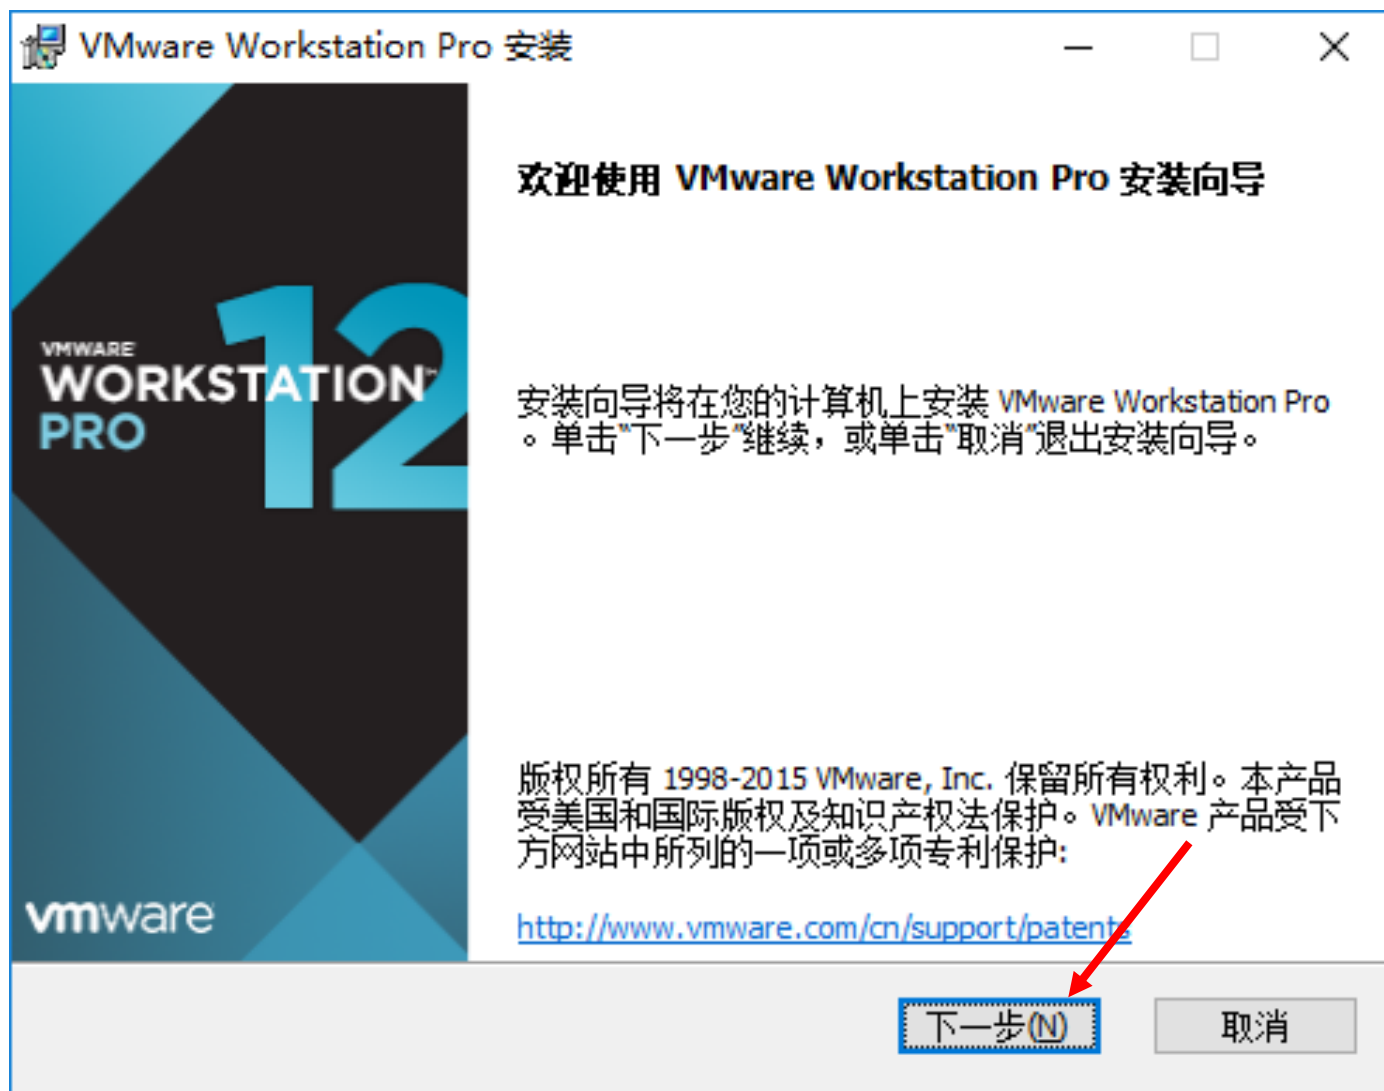 VMware Workstation Pro 安装
欢迎使用 VMware Workstation Pro 安装向导
12
VMWARE
WORKSTATION™
PRO
安装向导将在您的计算机上安装 VMware Workstation Pro
。单击"下一步"继续，或单击"取消"退出安装向导。
版权所有 1998-2015 VMware, Inc. 保留所有权利。本产品
受美国和国际版权及知识产权法保护。VMware 产品受下
方网站中所列的一项或多项专利保护:
http://www.vmware.com/cn/support/patents
vmware
下一步(N)
取消